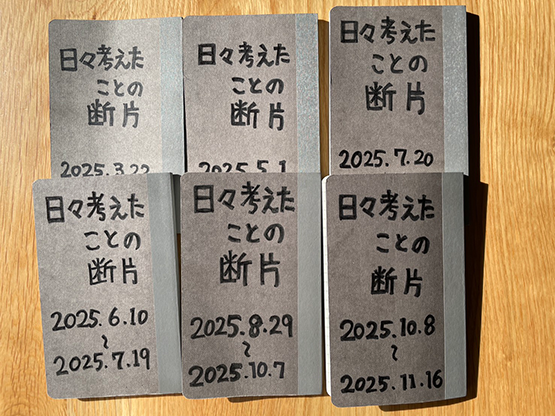 日々考えた
ことの
断片
2025.3.22
日々考えた
ことの
断片
2025.5.1
日々考えた
ことの
断片
2025.7.20
日々考えた
ことの
断片
2025.6.10
〜
2025.7.19
日々考えた
ことの
断片
2025.8.29
〜
2025.10.7
日々考えた
ことの
断片
2025.10.8
〜
2025.11.16